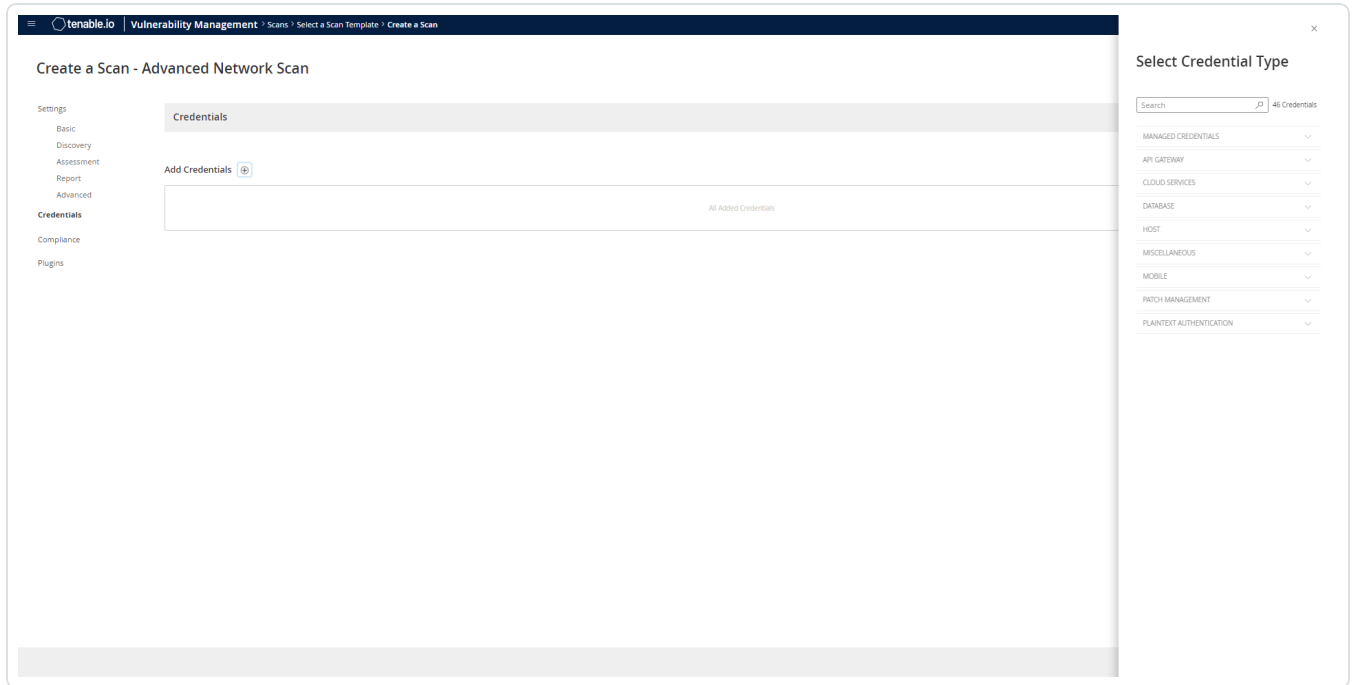 tenable.io Vulnerability Management > Scans > Select a Scan Template > Create a Scan
Create a Scan - Advanced Network Scan
Settings
Basic
Discovery
Assessment
Report
Advanced
Credentials
Compliance
Plugins
Credentials
Add Credentials
All Added Credentials
Select Credential Type
Search 46 Credentials
MANAGED CREDENTIALS
API GATEWAY
CLOUD SERVICES
DATABASE
HOST
MISCELLANEOUS
MOBILE
PATCH MANAGEMENT
PLAINTEXT AUTHENTICATION